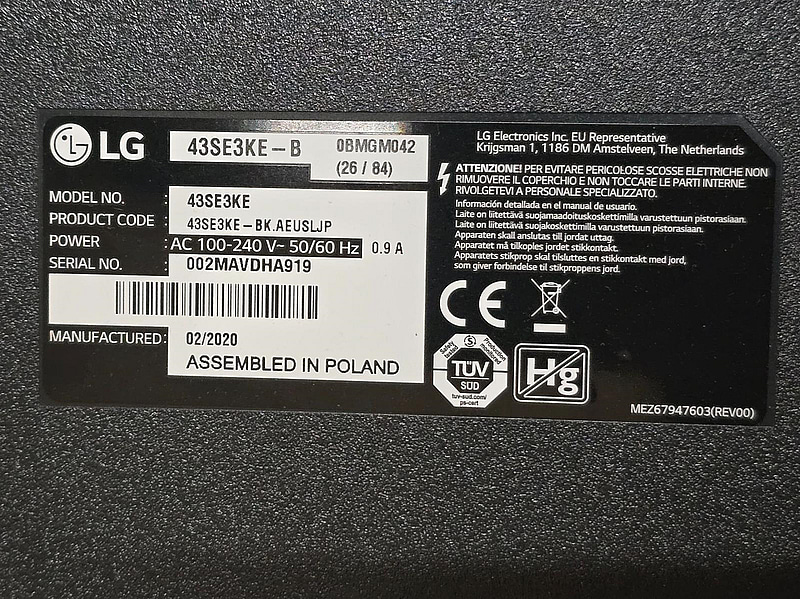 LG
43SE3KE-B
0BMGM042
(26 / 84)
MODEL NO. : 43SE3KE
PRODUCT CODE : 43SE3KE-BK.AEUSLJP
POWER : AC 100-240 V~ 50/60 Hz 0.9 A
SERIAL NO. : 002MAVDHA919
MANUFACTURED : 02/2020
ASSEMBLED IN POLAND
LG Electronics Inc. EU Representative
Krijgsman 1, 1186 DM Amstelveen, The Netherlands
ATTENZIONE! PER EVITARE PERICOLOSE SCOSSE ELETTRICHE NON
RIMUOVERE IL COPERCHIO E NON TOCCARE LE PARTI INTERNE.
RIVOLGETEVI A PERSONALE SPECIALIZZATO.
Información detallada en el manual de usuario.
Laite on liitettävä suojamaadoituskoskettimilla varustettuun pistorasiaan.
Laite on liitettävä suojakoskettimilla varustettuun pistorasiaan.
Apparaten skall anslutas till jordat uttag.
Apparatet må tilkoples jordet stikkontakt.
Apparatets stikprop skal tilsluttes en stikkontakt med jord,
som giver forbindelse til stikproppens jord.
CE
Safety tested
Production monitored
TÜV
SÜD
tuv-sud.com/
ps-cert
Hg
MEZ67947603(REV00)